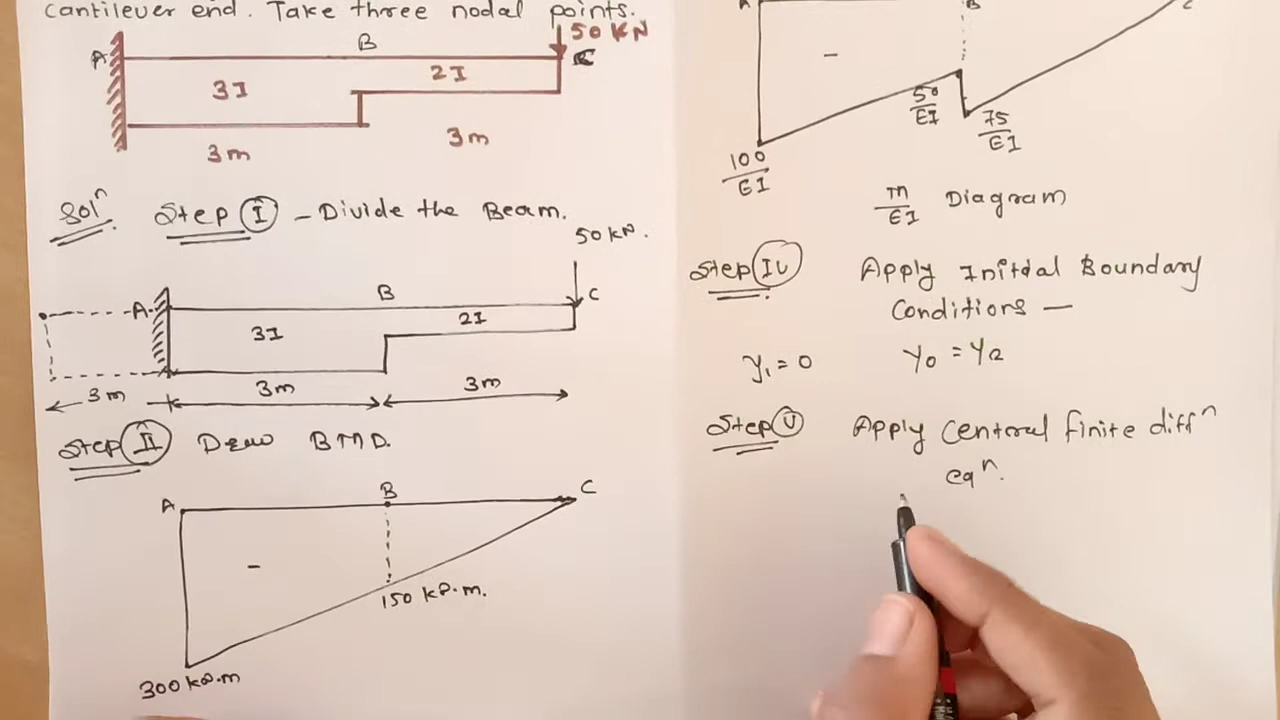 cantilever end. Take three nodal points.
50 KN
A
B
C
3I
2I
3m
3m
Solⁿ. Step I - Divide the Beam.
50 kN.
A
B
C
3I
2I
3m
3m
3m
Step II Draw BMD.
A
B
C
-
150 kN.m.
300 kN.m
A
B
C
-
50/EI
75/EI
100/EI
m/EI Diagram
Step IV Apply Initial Boundary
Conditions —
y₁ = 0 y₀ = y₂
Step V Apply Central finite diffⁿ
eqⁿ.